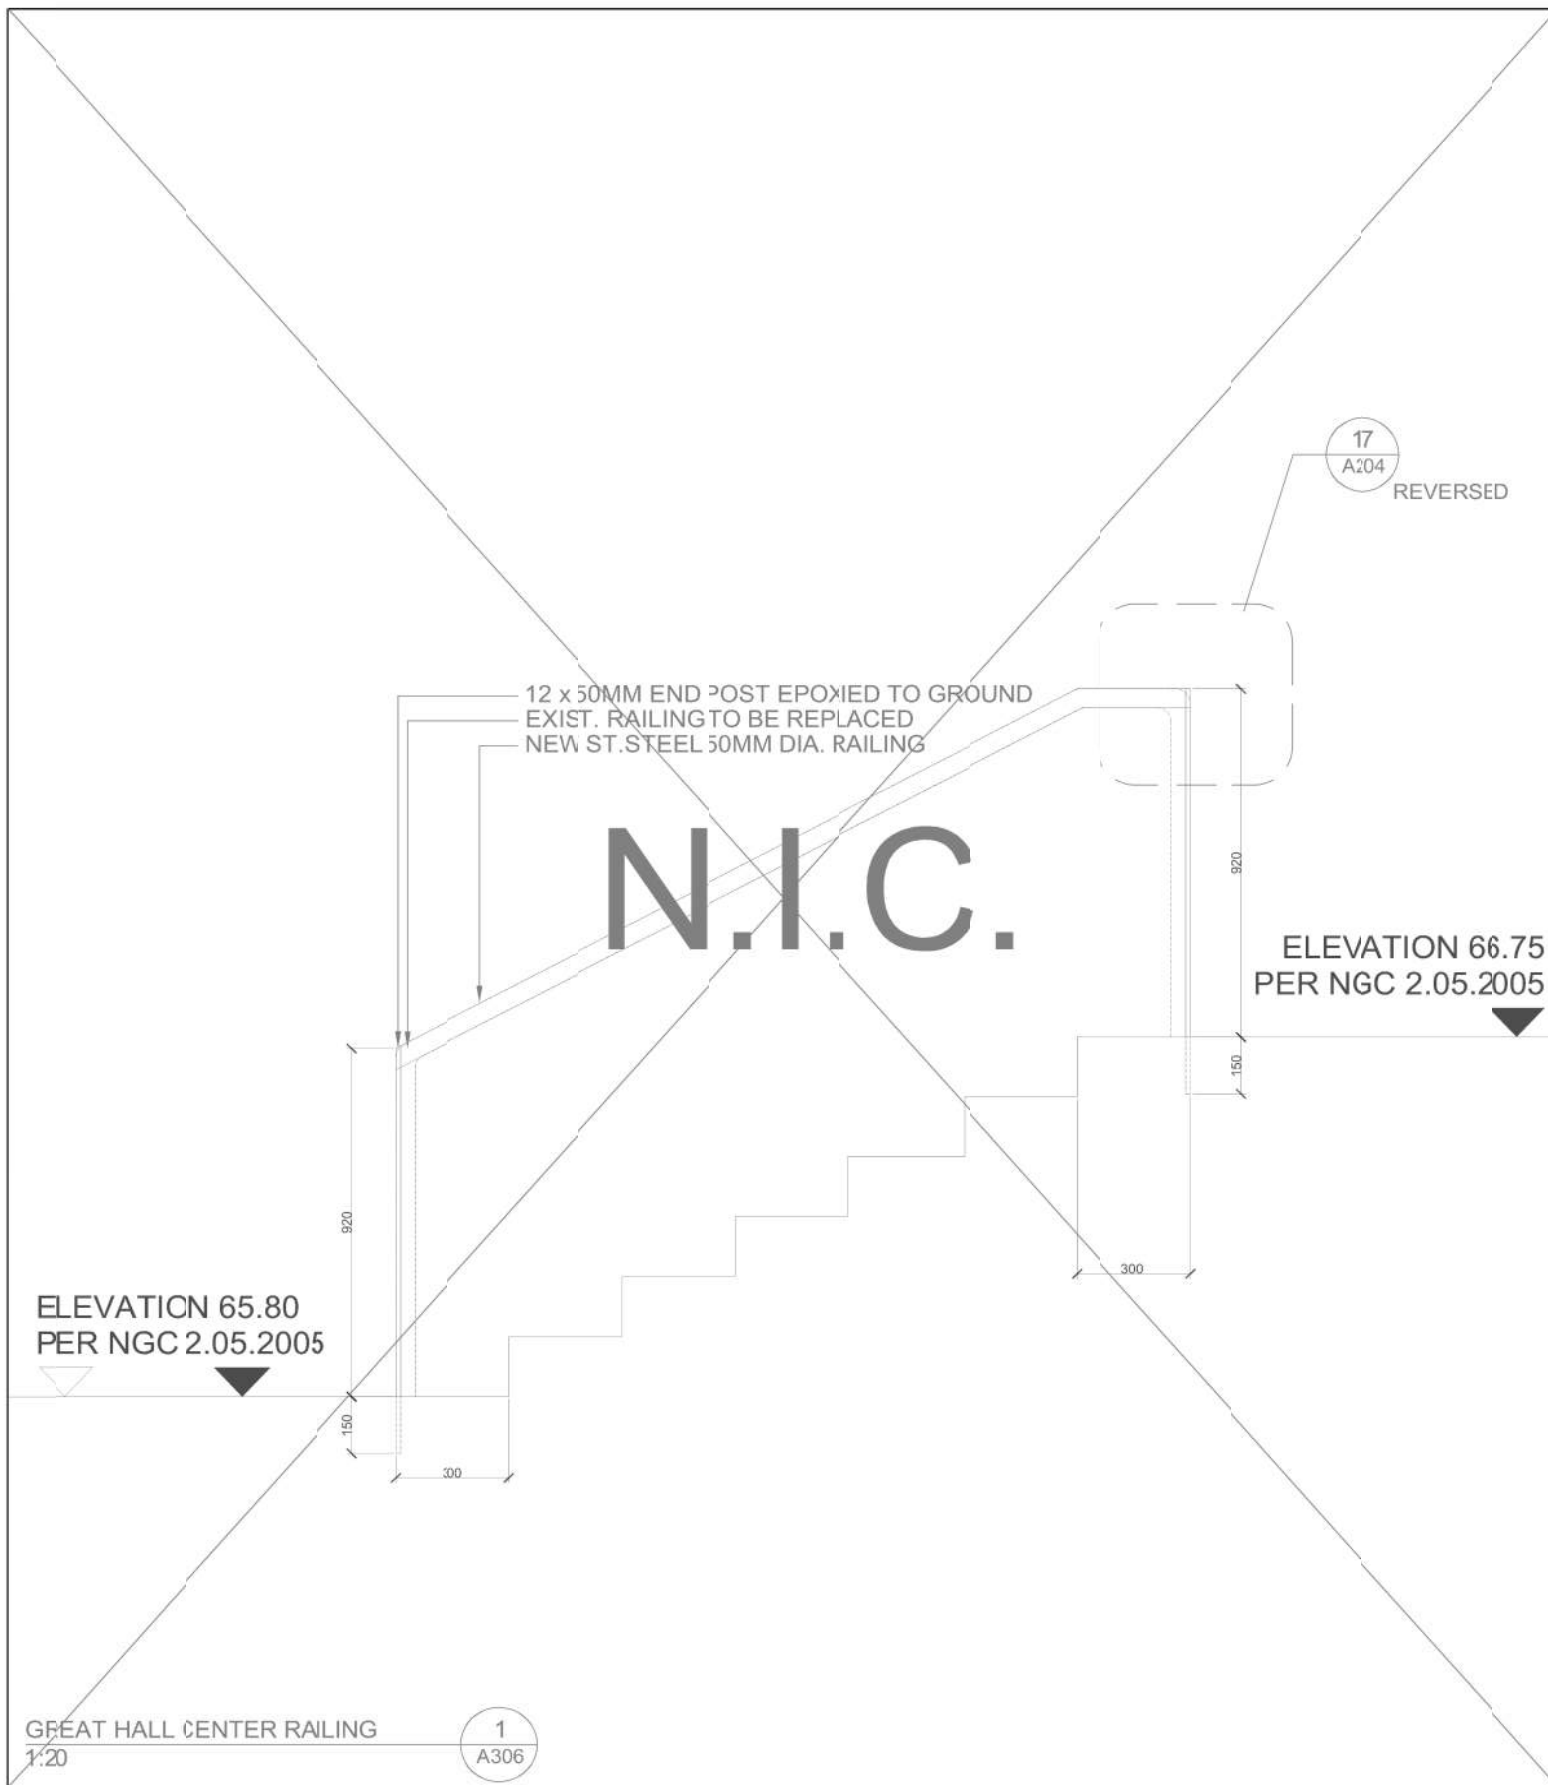 17
A204
REVERSED
12 x 50MM END POST EPOXIED TO GROUND
EXIST. RAILING TO BE REPLACED
NEW ST.STEEL 50MM DIA. RAILING
N.I.C.
920
ELEVATION 66.75
PER NGC 2.05.2005
150
920
300
ELEVATION 65.80
PER NGC 2.05.2005
150
300
GREAT HALL CENTER RAILING
1:20
1
A306